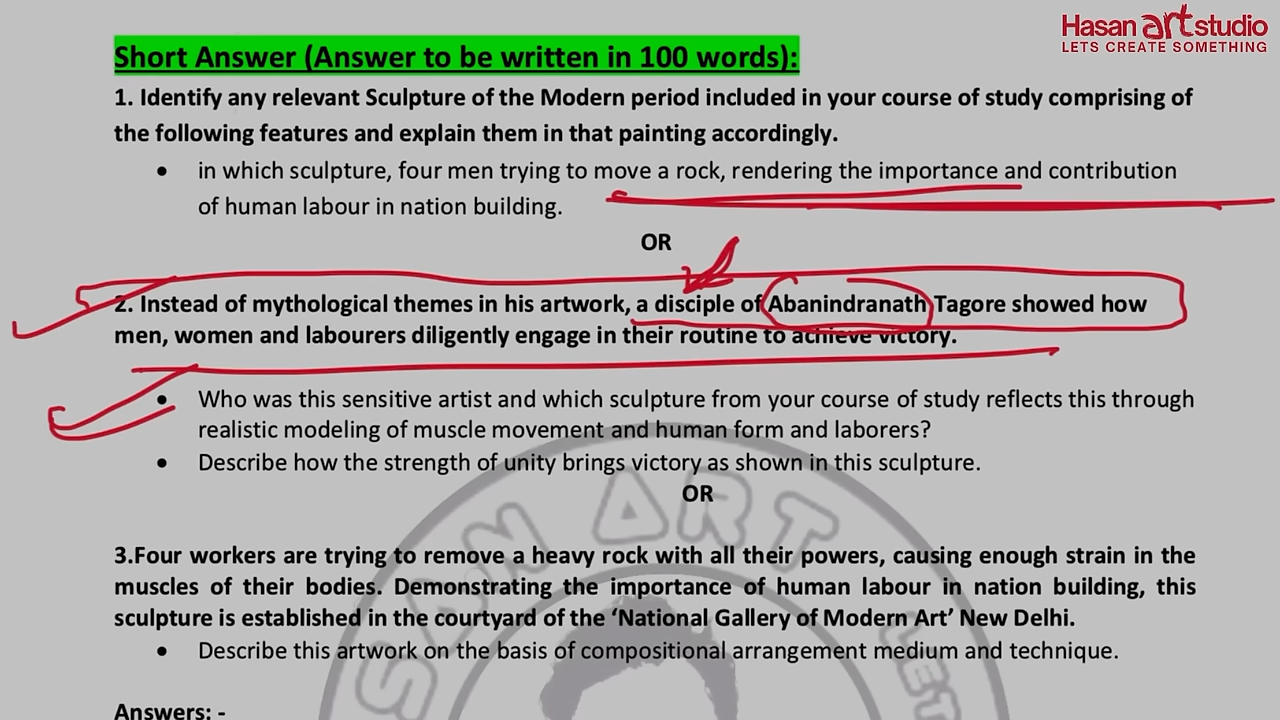 Hasan art studio
LETS CREATE SOMETHING
Short Answer (Answer to be written in 100 words):
1. Identify any relevant Sculpture of the Modern period included in your course of study comprising of
the following features and explain them in that painting accordingly.
• in which sculpture, four men trying to move a rock, rendering the importance and contribution
of human labour in nation building.
OR
2. Instead of mythological themes in his artwork, a disciple of Abanindranath Tagore showed how
men, women and labourers diligently engage in their routine to achieve victory.
• Who was this sensitive artist and which sculpture from your course of study reflects this through
realistic modeling of muscle movement and human form and laborers?
• Describe how the strength of unity brings victory as shown in this sculpture.
OR
3.Four workers are trying to remove a heavy rock with all their powers, causing enough strain in the
muscles of their bodies. Demonstrating the importance of human labour in nation building, this
sculpture is established in the courtyard of the ‘National Gallery of Modern Art’ New Delhi.
• Describe this artwork on the basis of compositional arrangement medium and technique.
Answers: -
SAN ART LET